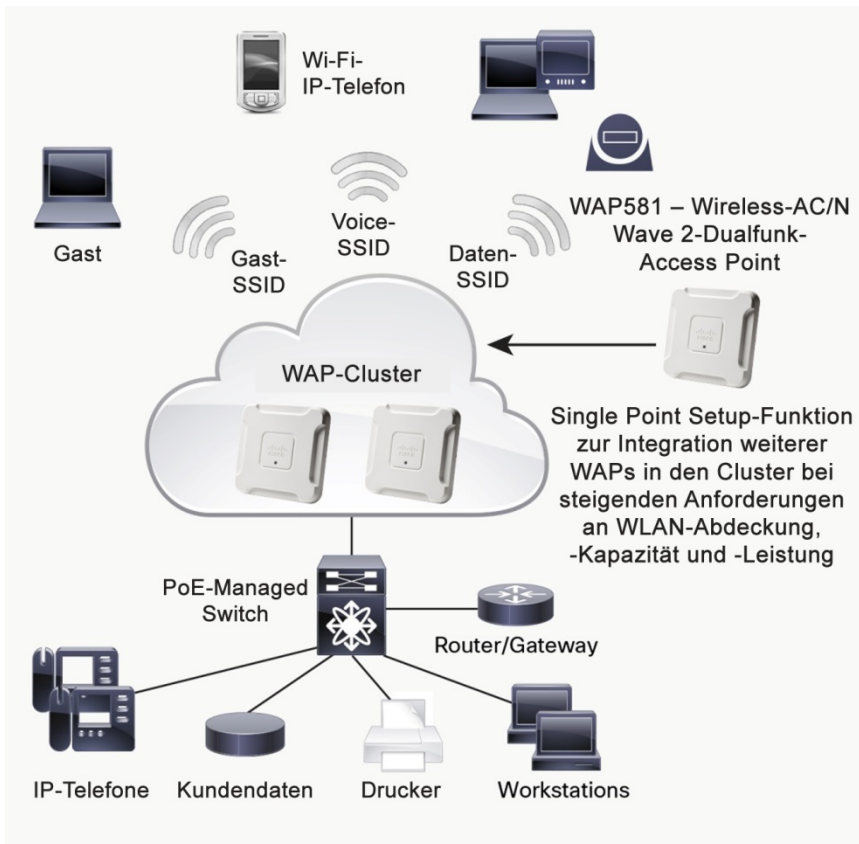 Wi-Fi-
IP-Telefon
Gast
Gast-
SSID
Voice-
SSID
Daten-
SSID
WAP581 – Wireless-AC/N
Wave 2-Dualfunk-
Access Point
WAP-Cluster
Single Point Setup-Funktion
zur Integration weiterer
WAPs in den Cluster bei
steigenden Anforderungen
an WLAN-Abdeckung,
-Kapazität und -Leistung
PoE-Managed
Switch
Router/Gateway
IP-Telefone
Kundendaten
Drucker
Workstations